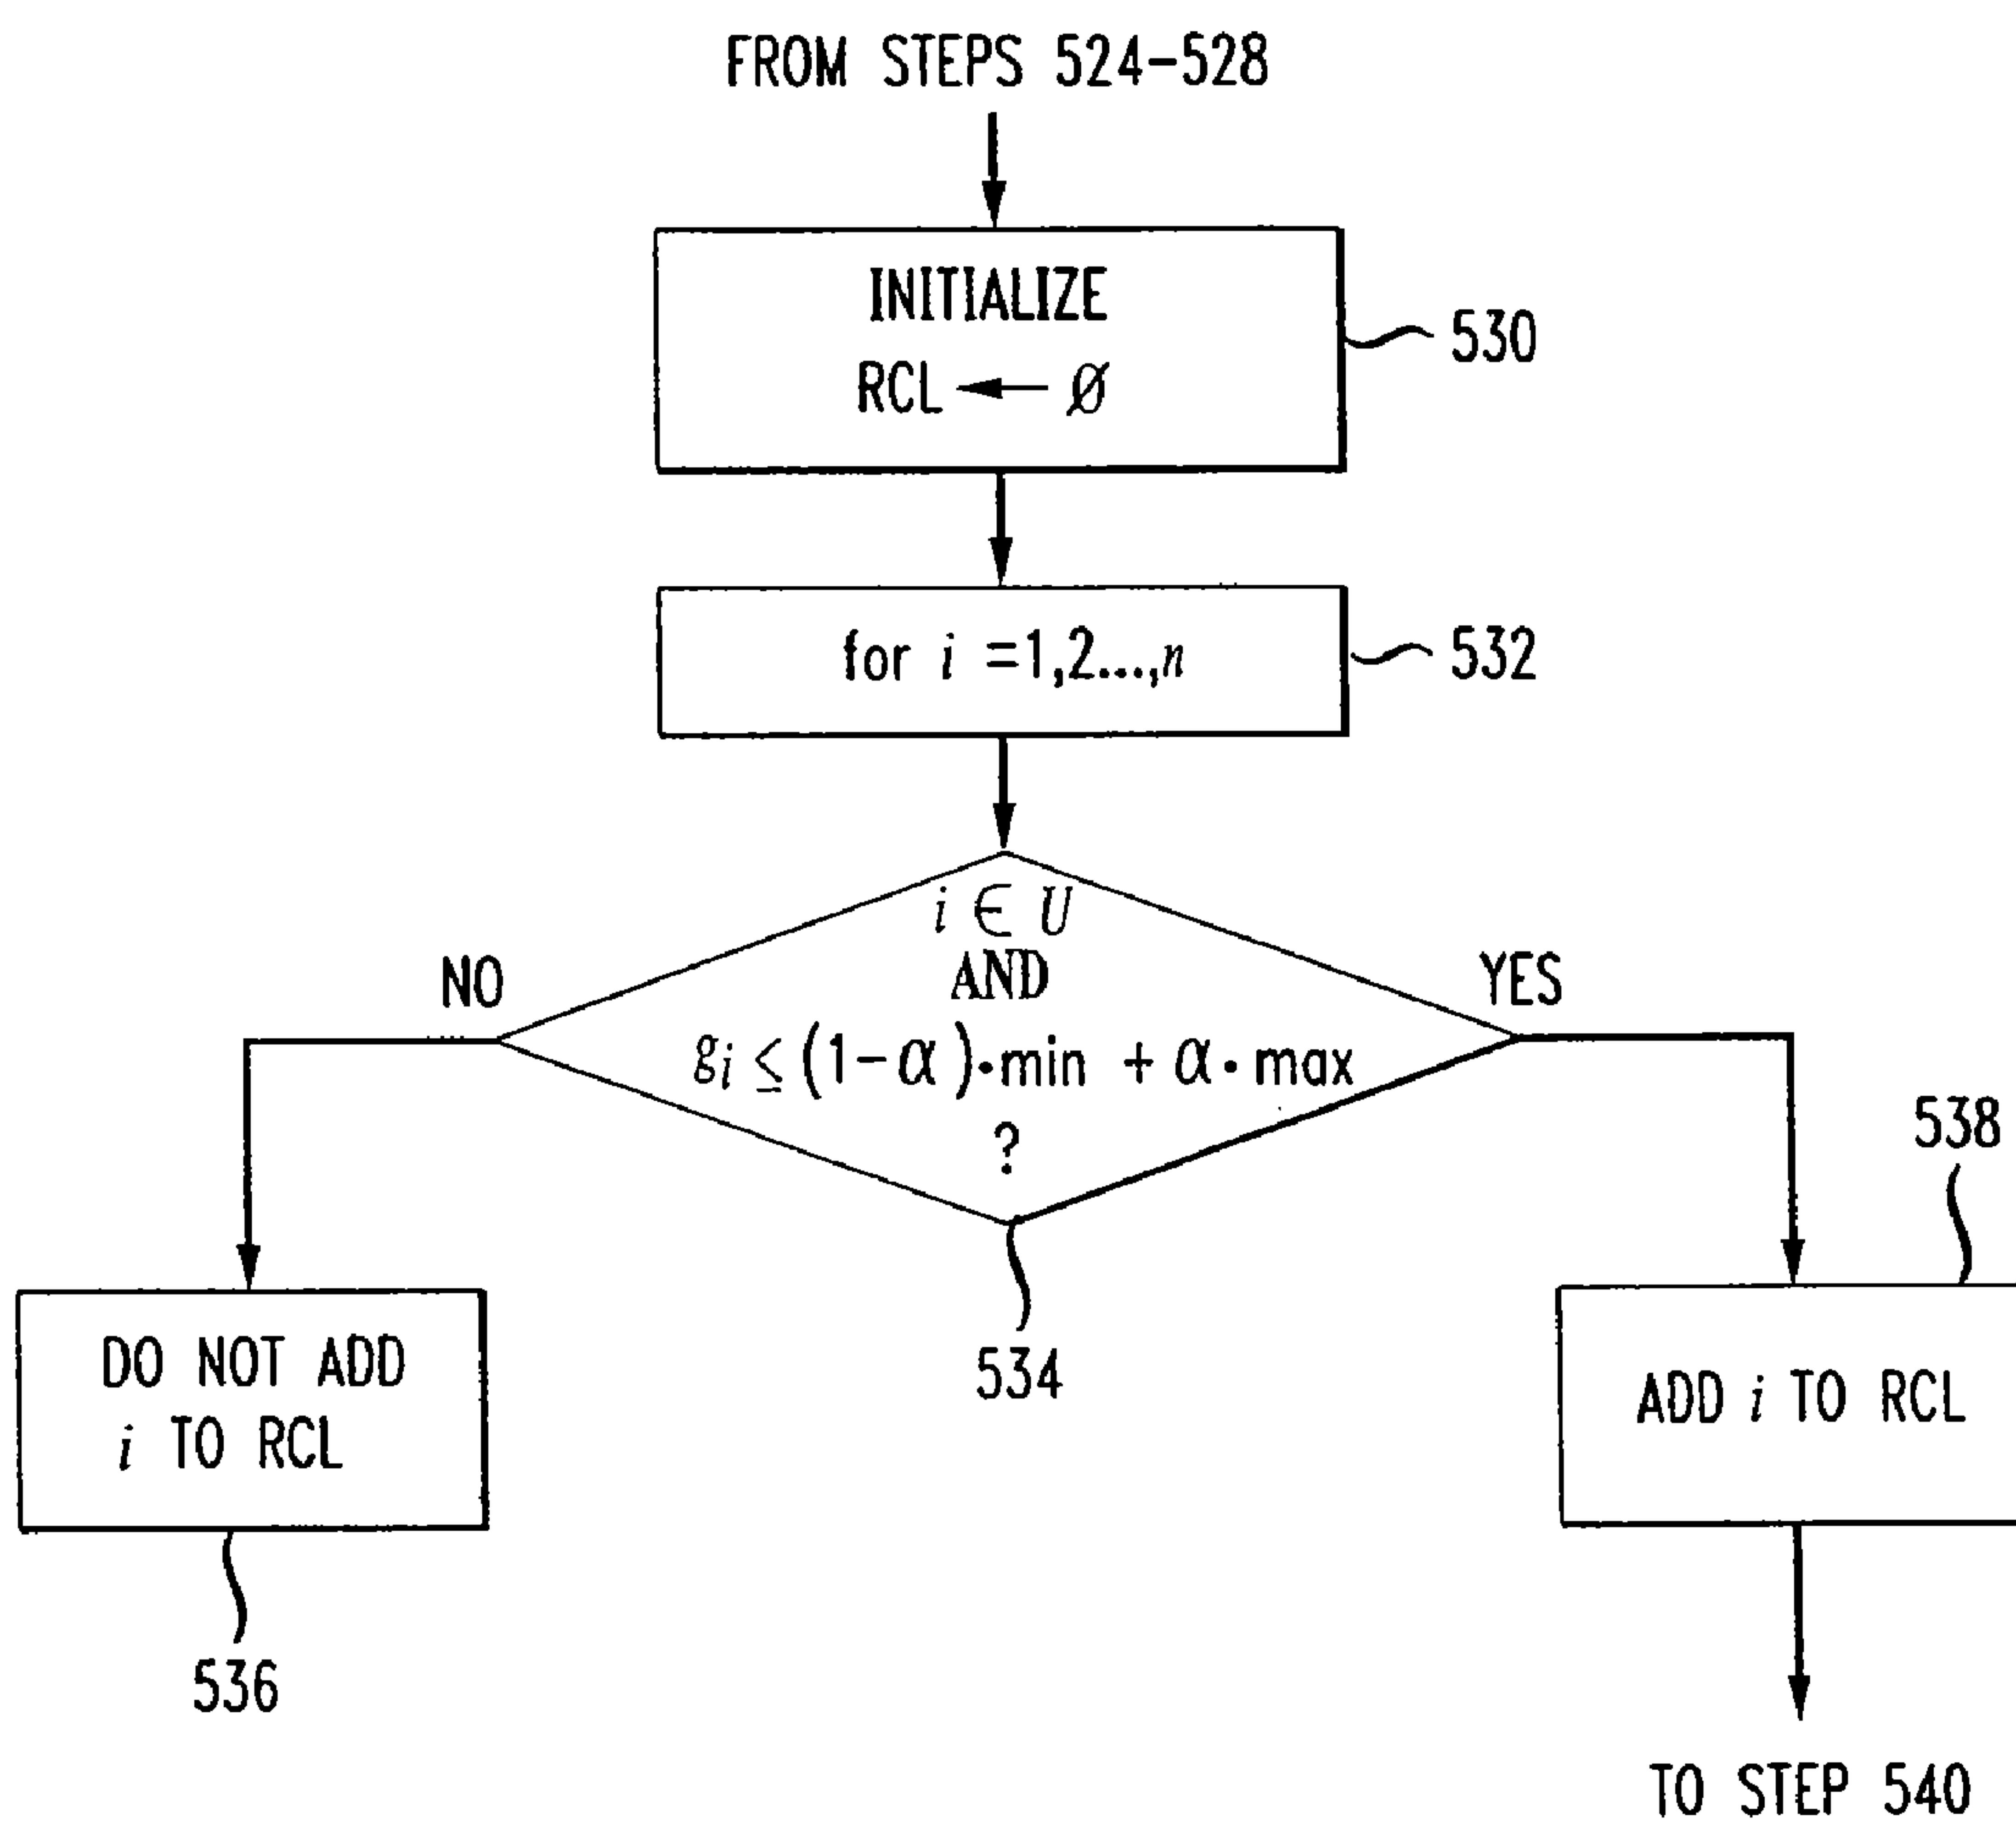 FROM STEPS 524-528
INITIALIZE
RCL ← Ø
530
for i =1,2...,n
532
i ∈ U
AND
gi ≤ (1-α)·min + α·max
?
NO
YES
534
538
DO NOT ADD
i TO RCL
536
ADD i TO RCL
TO STEP 540